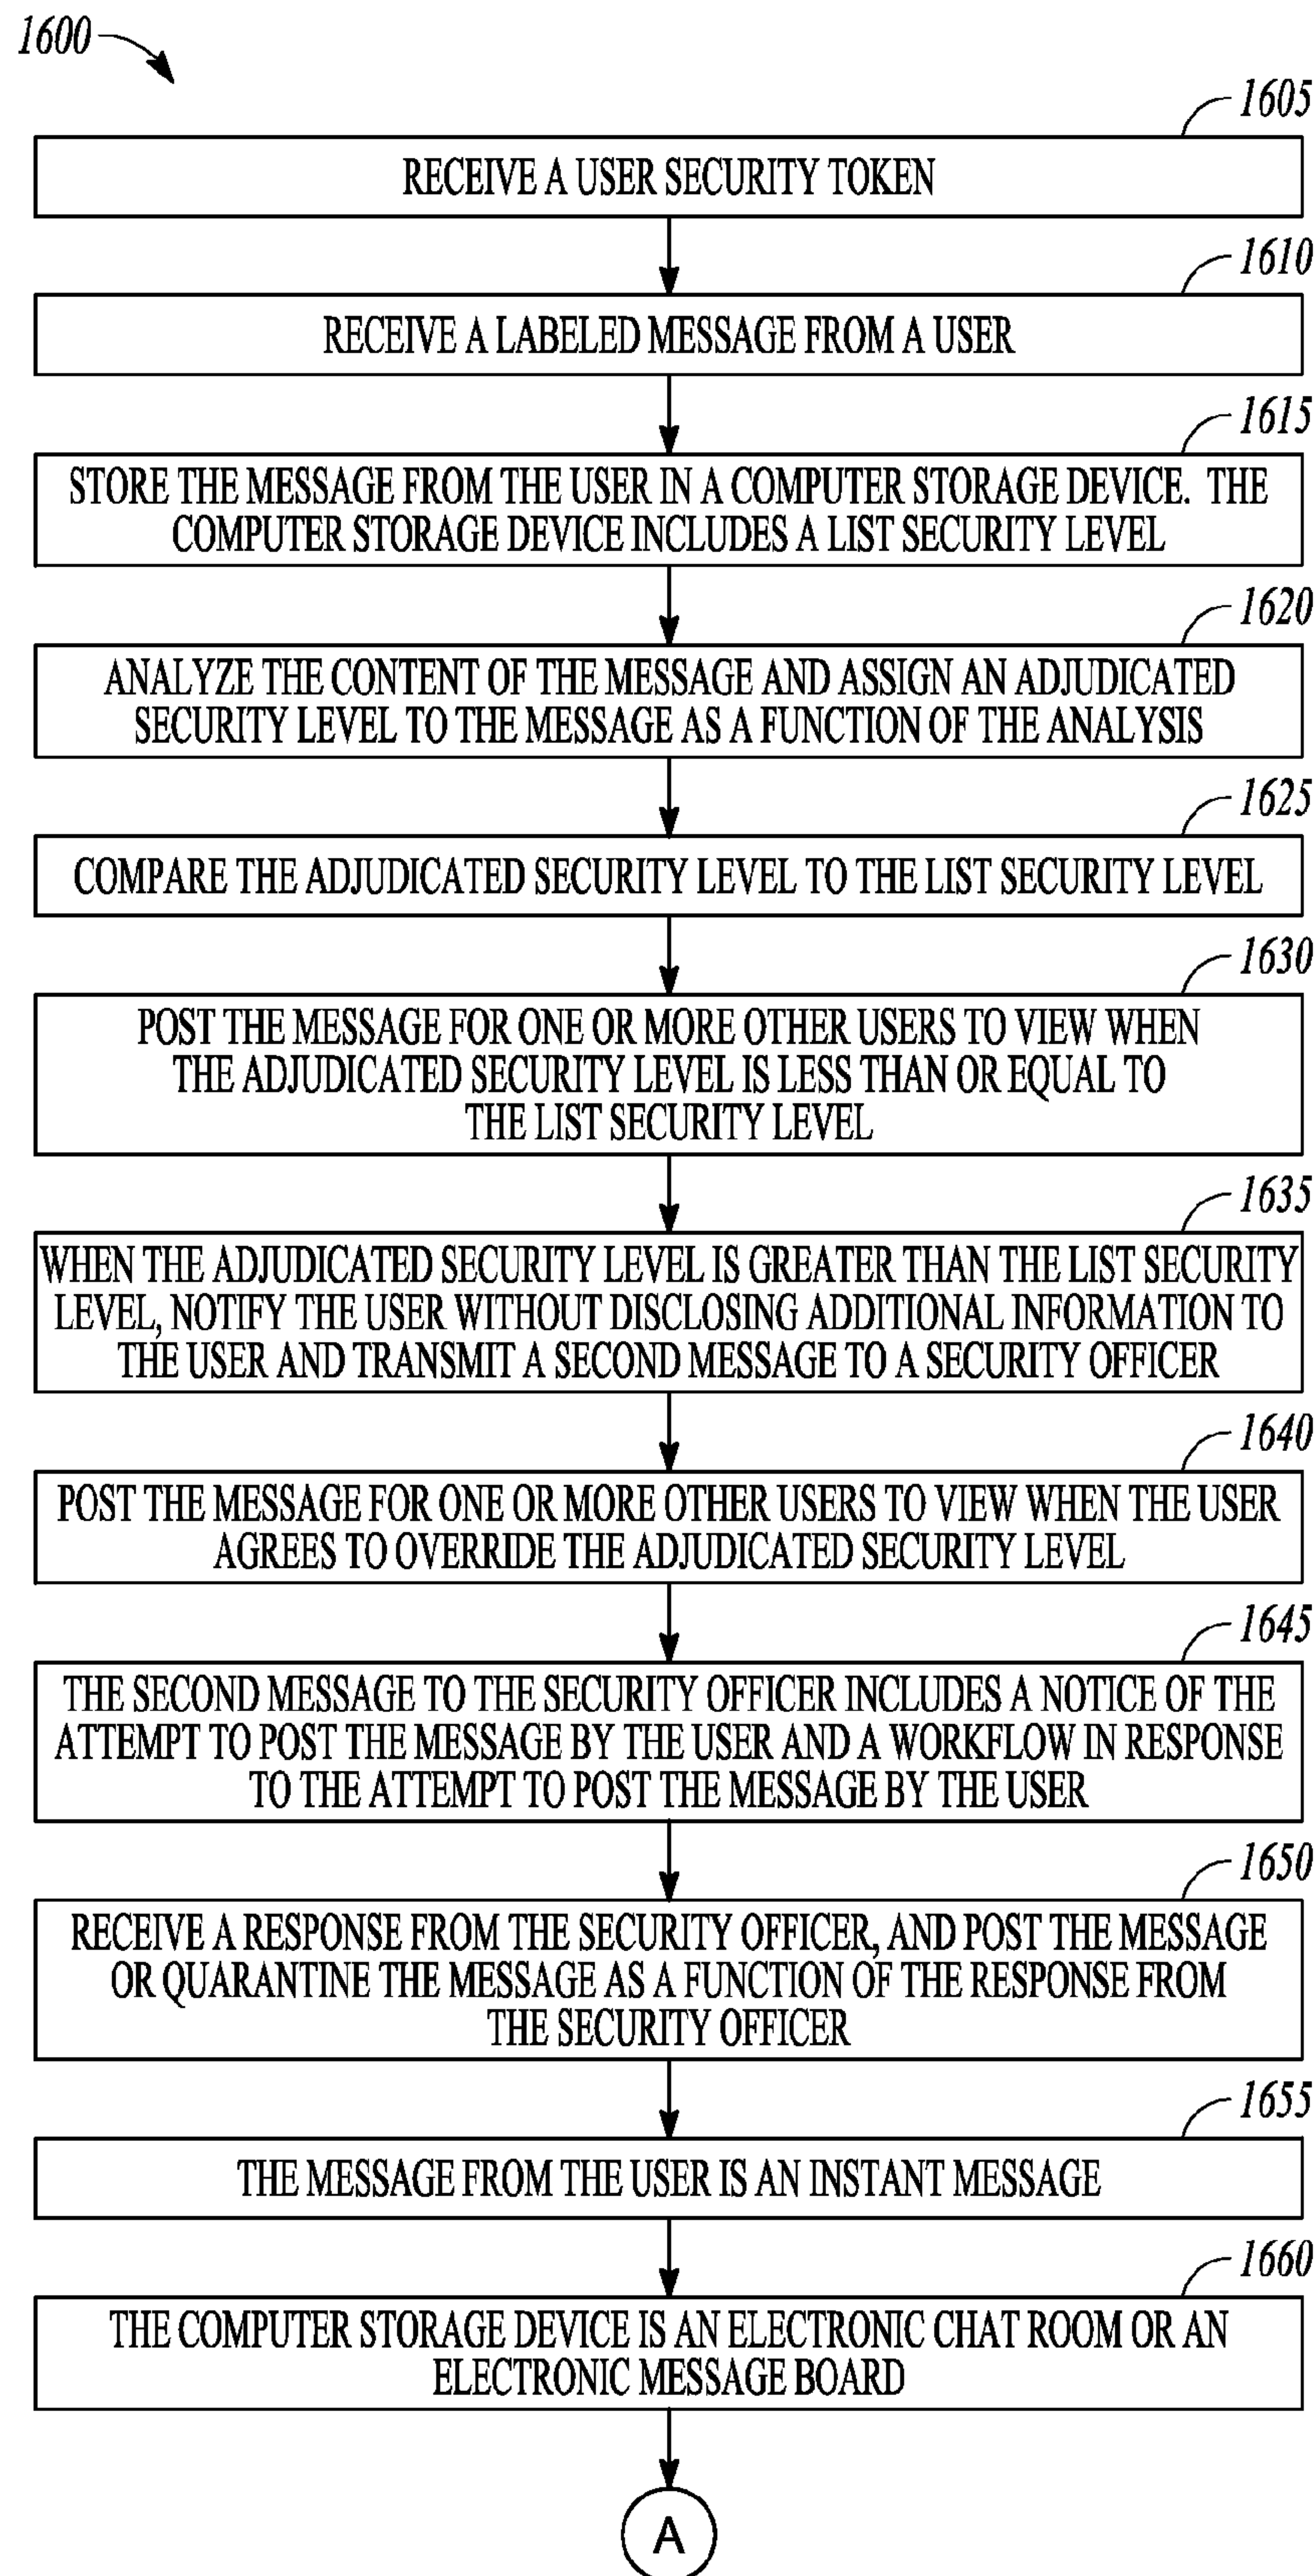 1600
1605
RECEIVE A USER SECURITY TOKEN
1610
RECEIVE A LABELED MESSAGE FROM A USER
1615
STORE THE MESSAGE FROM THE USER IN A COMPUTER STORAGE DEVICE. THE
COMPUTER STORAGE DEVICE INCLUDES A LIST SECURITY LEVEL
1620
ANALYZE THE CONTENT OF THE MESSAGE AND ASSIGN AN ADJUDICATED
SECURITY LEVEL TO THE MESSAGE AS A FUNCTION OF THE ANALYSIS
1625
COMPARE THE ADJUDICATED SECURITY LEVEL TO THE LIST SECURITY LEVEL
1630
POST THE MESSAGE FOR ONE OR MORE OTHER USERS TO VIEW WHEN
THE ADJUDICATED SECURITY LEVEL IS LESS THAN OR EQUAL TO
THE LIST SECURITY LEVEL
1635
WHEN THE ADJUDICATED SECURITY LEVEL IS GREATER THAN THE LIST SECURITY
LEVEL, NOTIFY THE USER WITHOUT DISCLOSING ADDITIONAL INFORMATION TO
THE USER AND TRANSMIT A SECOND MESSAGE TO A SECURITY OFFICER
1640
POST THE MESSAGE FOR ONE OR MORE OTHER USERS TO VIEW WHEN THE USER
AGREES TO OVERRIDE THE ADJUDICATED SECURITY LEVEL
1645
THE SECOND MESSAGE TO THE SECURITY OFFICER INCLUDES A NOTICE OF THE
ATTEMPT TO POST THE MESSAGE BY THE USER AND A WORKFLOW IN RESPONSE
TO THE ATTEMPT TO POST THE MESSAGE BY THE USER
1650
RECEIVE A RESPONSE FROM THE SECURITY OFFICER, AND POST THE MESSAGE
OR QUARANTINE THE MESSAGE AS A FUNCTION OF THE RESPONSE FROM
THE SECURITY OFFICER
1655
THE MESSAGE FROM THE USER IS AN INSTANT MESSAGE
1660
THE COMPUTER STORAGE DEVICE IS AN ELECTRONIC CHAT ROOM OR AN
ELECTRONIC MESSAGE BOARD
A